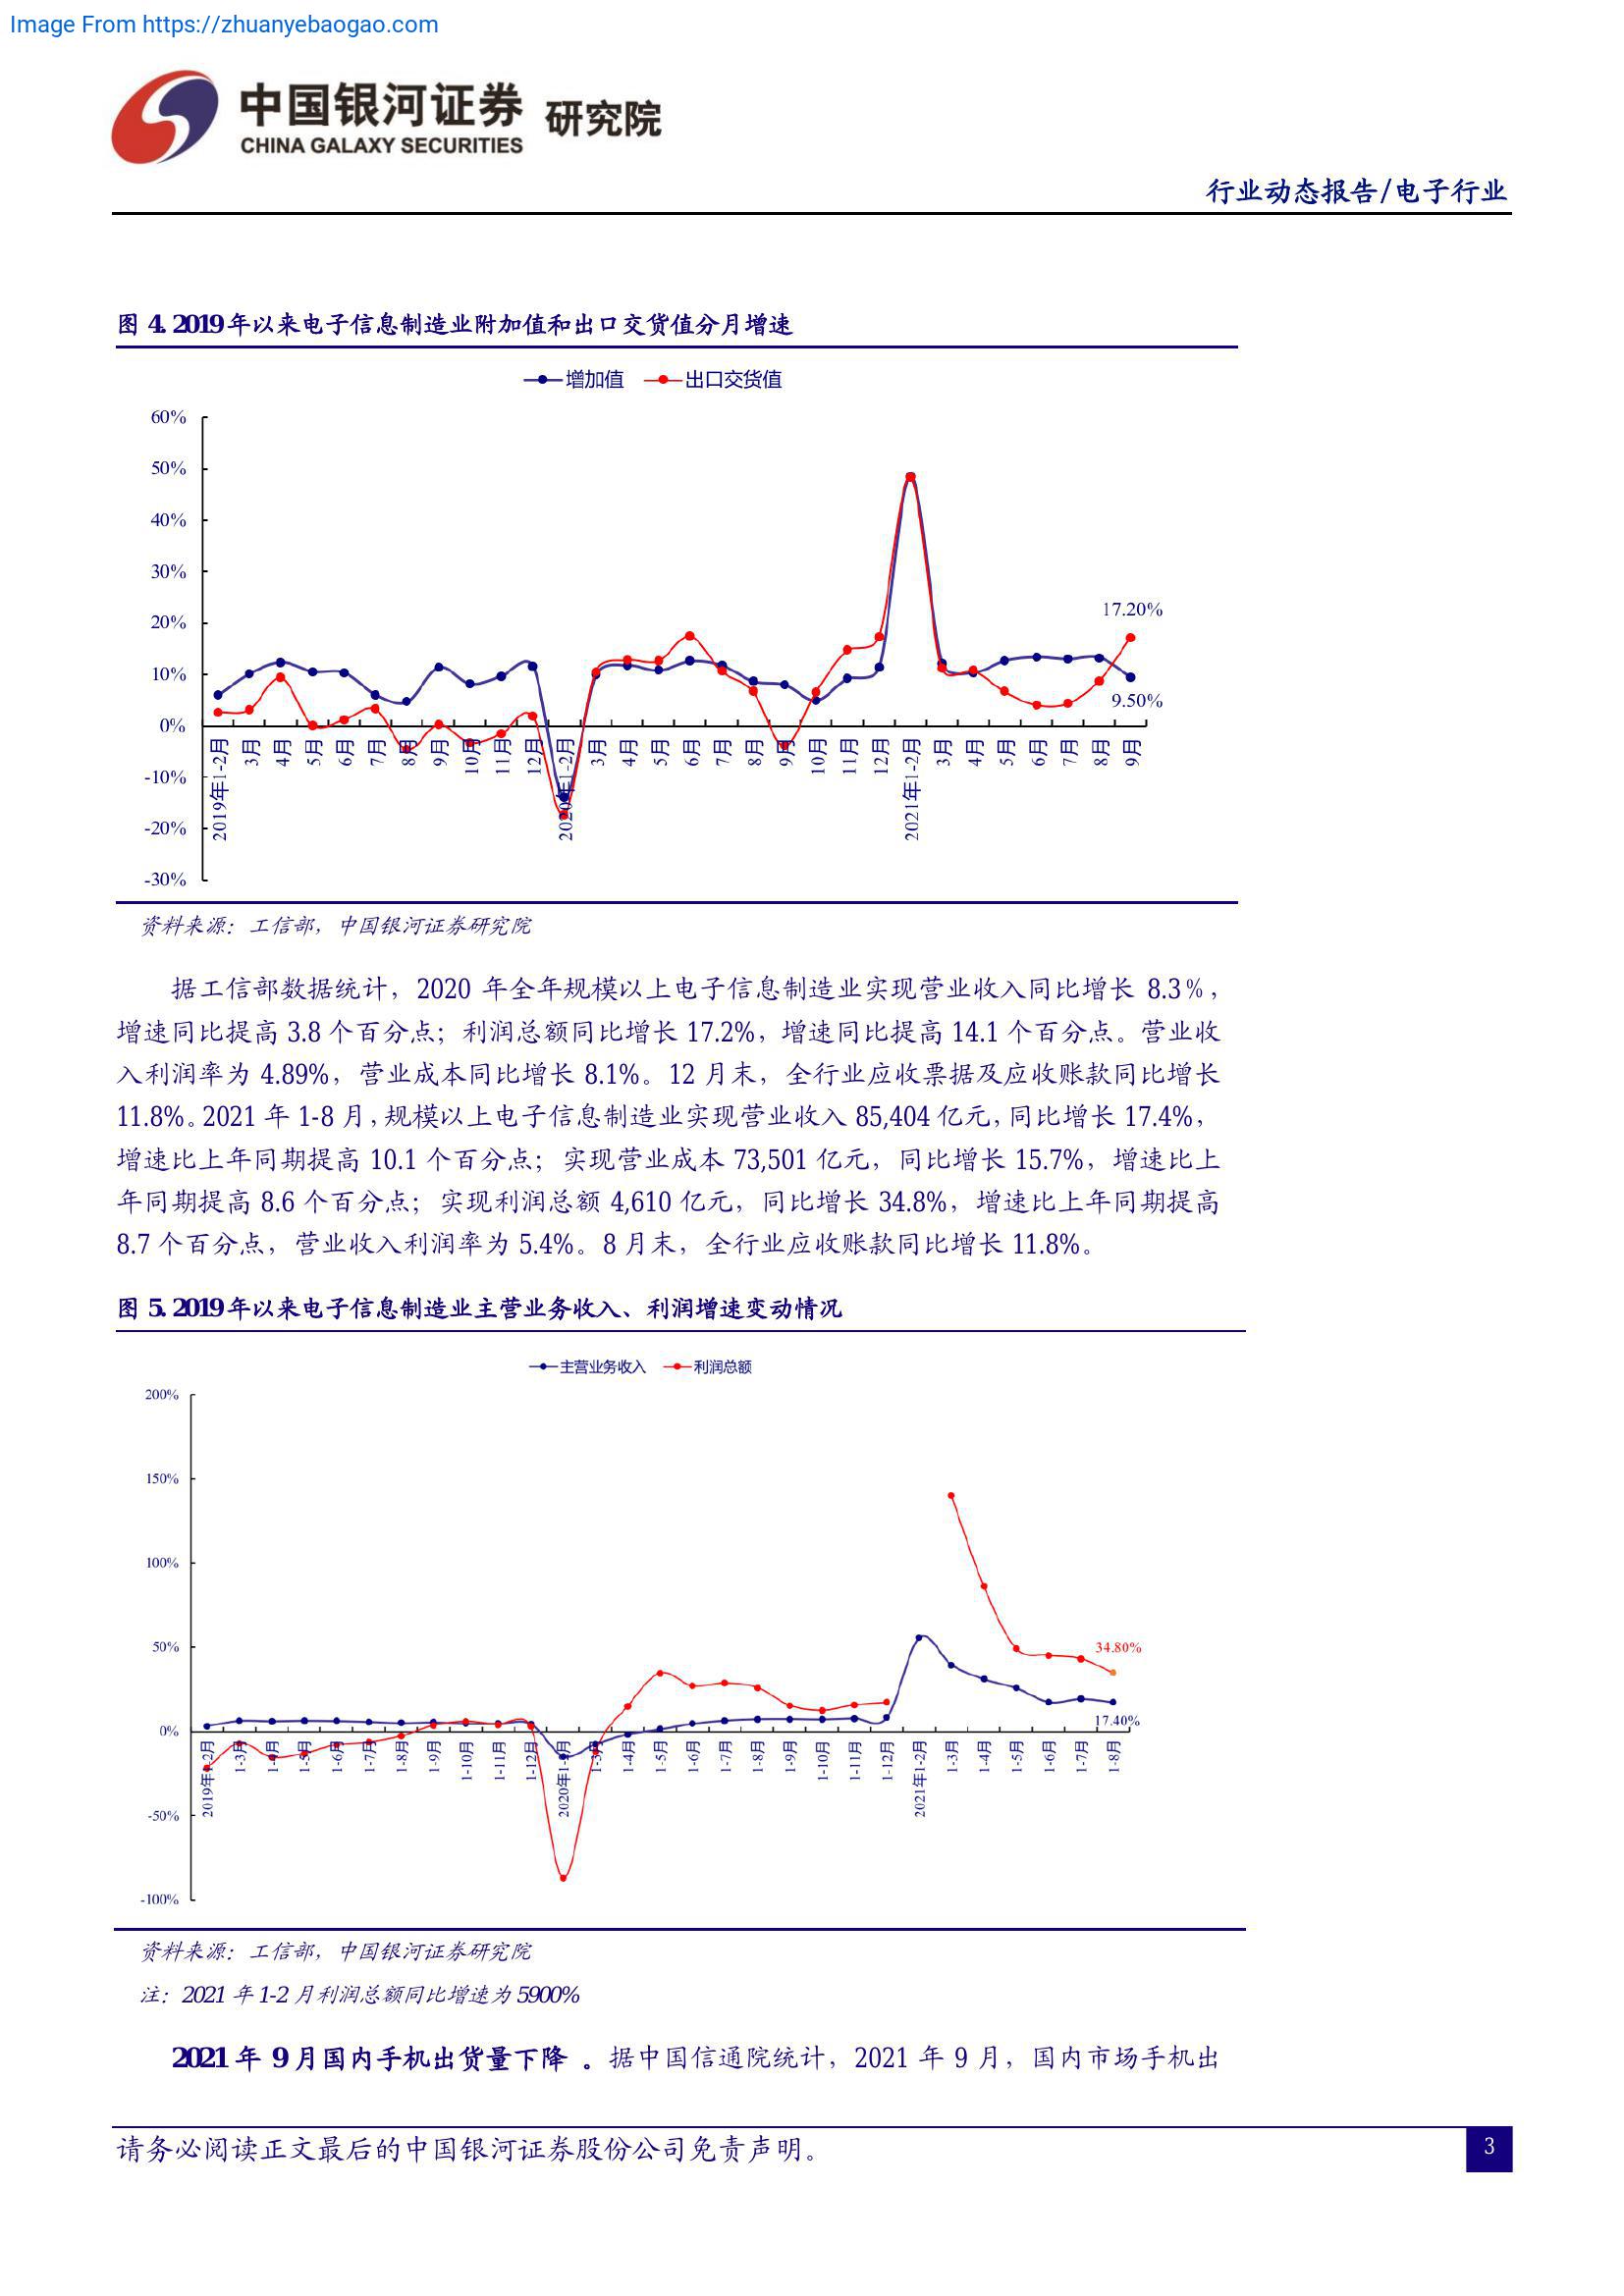 Image From https://zhuanyebaogao.com
中国银河证券 研究院
CHINA GALAXY SECURITIES
行业动态报告/电子行业
图 4. 2019 年以来电子信息制造业附加值和出口交货值分月增速
增加值 出口交货值
60%
50%
40%
30%
20%
10%
0%
-10%
-20%
-30%
17.20%
9.50%
2019年1-2月 3月 4月 5月 6月 7月 8月 9月 10月 11月 12月 2020年1-2月 3月 4月 5月 6月 7月 8月 9月 10月 11月 12月 2021年1-2月 3月 4月 5月 6月 7月 8月 9月
资料来源：工信部，中国银河证券研究院
据工信部数据统计，2020 年全年规模以上电子信息制造业实现营业收入同比增长 8.3%，
增速同比提高 3.8 个百分点；利润总额同比增长 17.2%，增速同比提高 14.1 个百分点。营业收
入利润率为 4.89%，营业成本同比增长 8.1%。12 月末，全行业应收票据及应收账款同比增长
11.8%。2021 年 1-8 月，规模以上电子信息制造业实现营业收入 85,404 亿元，同比增长 17.4%，
增速比上年同期提高 10.1 个百分点；实现营业成本 73,501 亿元，同比增长 15.7%，增速比上
年同期提高 8.6 个百分点；实现利润总额 4,610 亿元，同比增长 34.8%，增速比上年同期提高
8.7 个百分点，营业收入利润率为 5.4%。8 月末，全行业应收账款同比增长 11.8%。
图 5. 2019 年以来电子信息制造业主营业务收入、利润增速变动情况
主营业务收入 利润总额
200%
150%
100%
50%
0%
-50%
-100%
34.80%
17.40%
2019年1-2月 1-3月 1-4月 1-5月 1-6月 1-7月 1-8月 1-9月 1-10月 1-11月 1-12月 2020年1-2月 1-3月 1-4月 1-5月 1-6月 1-7月 1-8月 1-9月 1-10月 1-11月 1-12月 2021年1-2月 1-3月 1-4月 1-5月 1-6月 1-7月 1-8月
资料来源：工信部，中国银河证券研究院
注：2021 年 1-2 月利润总额同比增速为 5900%
2021 年 9 月国内手机出货量下降 。据中国信通院统计，2021 年 9 月，国内市场手机出
请务必阅读正文最后的中国银河证券股份公司免责声明。
3